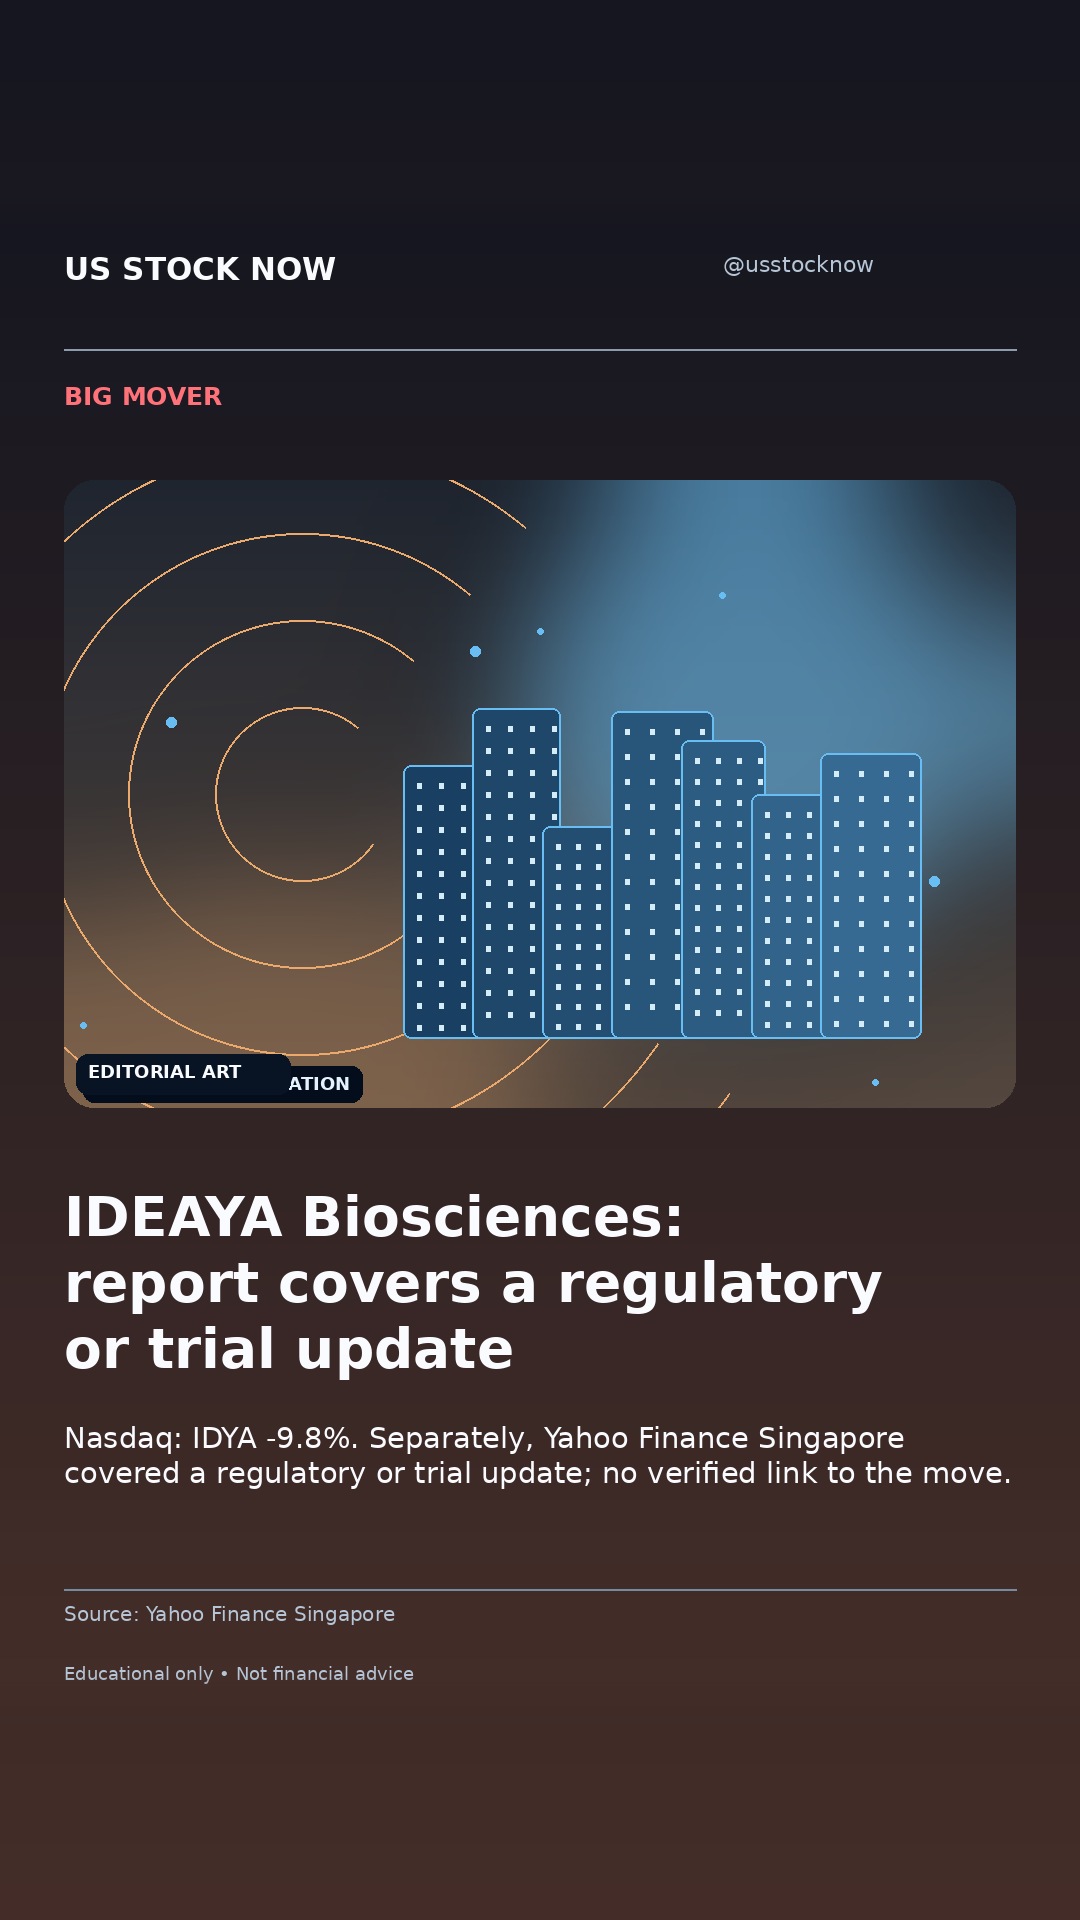 US STOCK NOW
@usstocknow
BIG MOVER
EDITORIAL ART
ATION
IDEAYA Biosciences:
report covers a regulatory
or trial update
Nasdaq: IDYA -9.8%. Separately, Yahoo Finance Singapore
covered a regulatory or trial update; no verified link to the move.
Source: Yahoo Finance Singapore
Educational only • Not financial advice